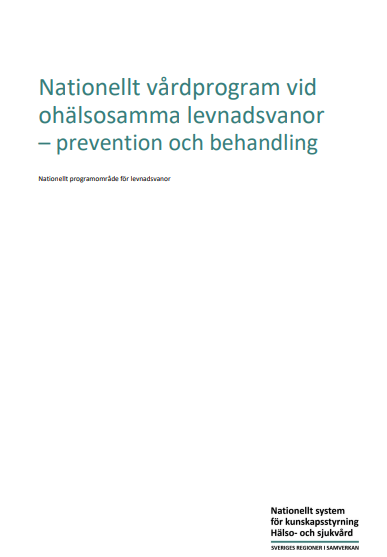 Nationellt vårdprogram vid
ohälsosamma levnadsvanor
– prevention och behandling
Nationellt programområde för levnadsvanor
Nationellt system
för kunskapsstyrning
Hälso- och sjukvård
SVERIGES REGIONER I SAMVERKAN